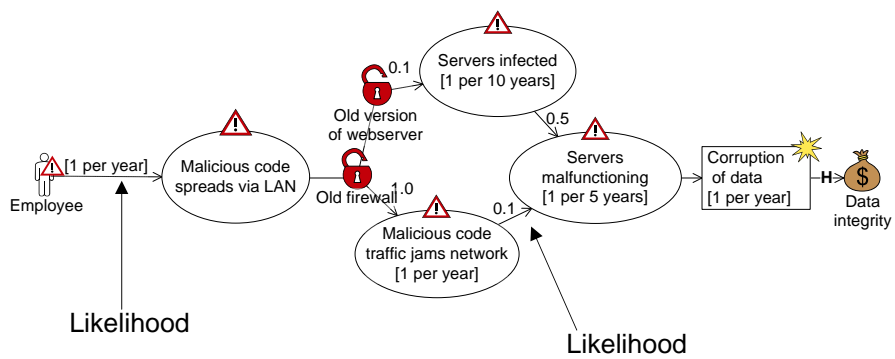 Employee
[1 per year]
Malicious code
spreads via LAN
Old firewall
Old version
of webserver
0.1
Servers infected
[1 per 10 years]
0.5
1.0
Malicious code
traffic jams network
[1 per year]
0.1
Servers
malfunctioning
[1 per 5 years]
Corruption
of data
[1 per year]
H
$
Data
integrity
Likelihood
Likelihood